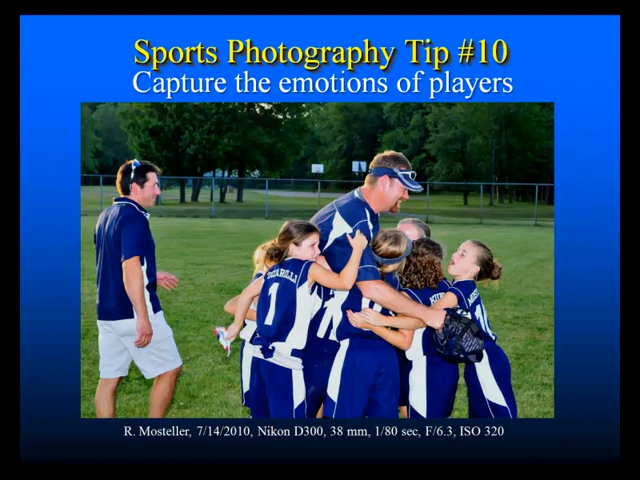 Sports Photography Tip #10
Capture the emotions of players
1
R. Mosteller, 7/14/2010, Nikon D300, 38 mm, 1/80 sec, F/6.3, ISO 320